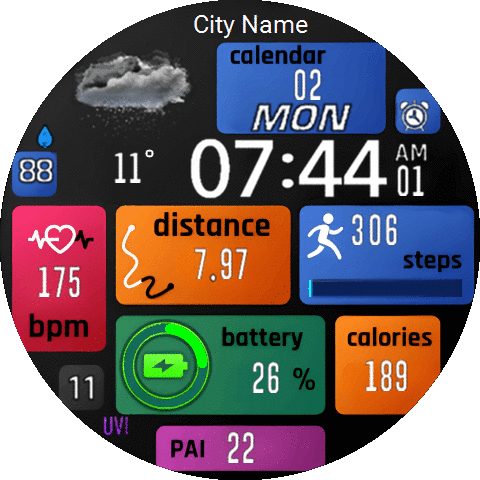 City Name
calendar
02
MON
88
11°
07:44
AM
01
175
bpm
distance
7.97
306
steps
battery
26 %
calories
189
11
UVI
PAI 22